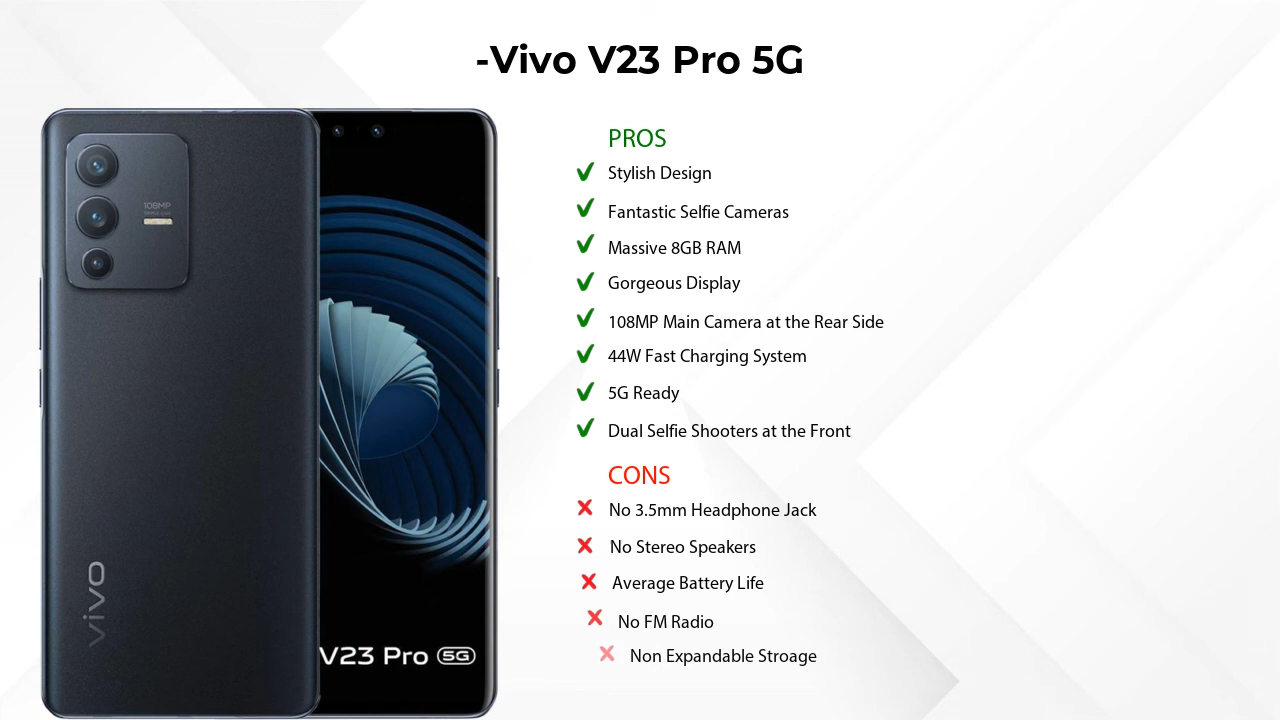 -Vivo V23 Pro 5G
108MP
vivo
V23 Pro 5G
PROS
Stylish Design
Fantastic Selfie Cameras
Massive 8GB RAM
Gorgeous Display
108MP Main Camera at the Rear Side
44W Fast Charging System
5G Ready
Dual Selfie Shooters at the Front
CONS
No 3.5mm Headphone Jack
No Stereo Speakers
Average Battery Life
No FM Radio
Non Expandable Stroage